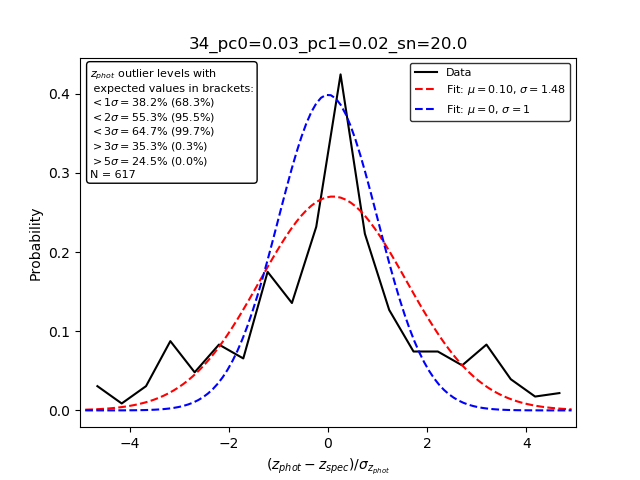 34_pc0=0.03_pc1=0.02_sn=20.0
z_phot outlier levels with
expected values in brackets:
< 1σ = 38.2% (68.3%)
< 2σ = 55.3% (95.5%)
< 3σ = 64.7% (99.7%)
> 3σ = 35.3% (0.3%)
> 5σ = 24.5% (0.0%)
N = 617
Data
Fit: μ = 0.10, σ = 1.48
Fit: μ = 0, σ = 1
Probability
0.4
0.3
0.2
0.1
0.0
−4
−2
0
2
4
(z_phot − z_spec)/σ_z_phot